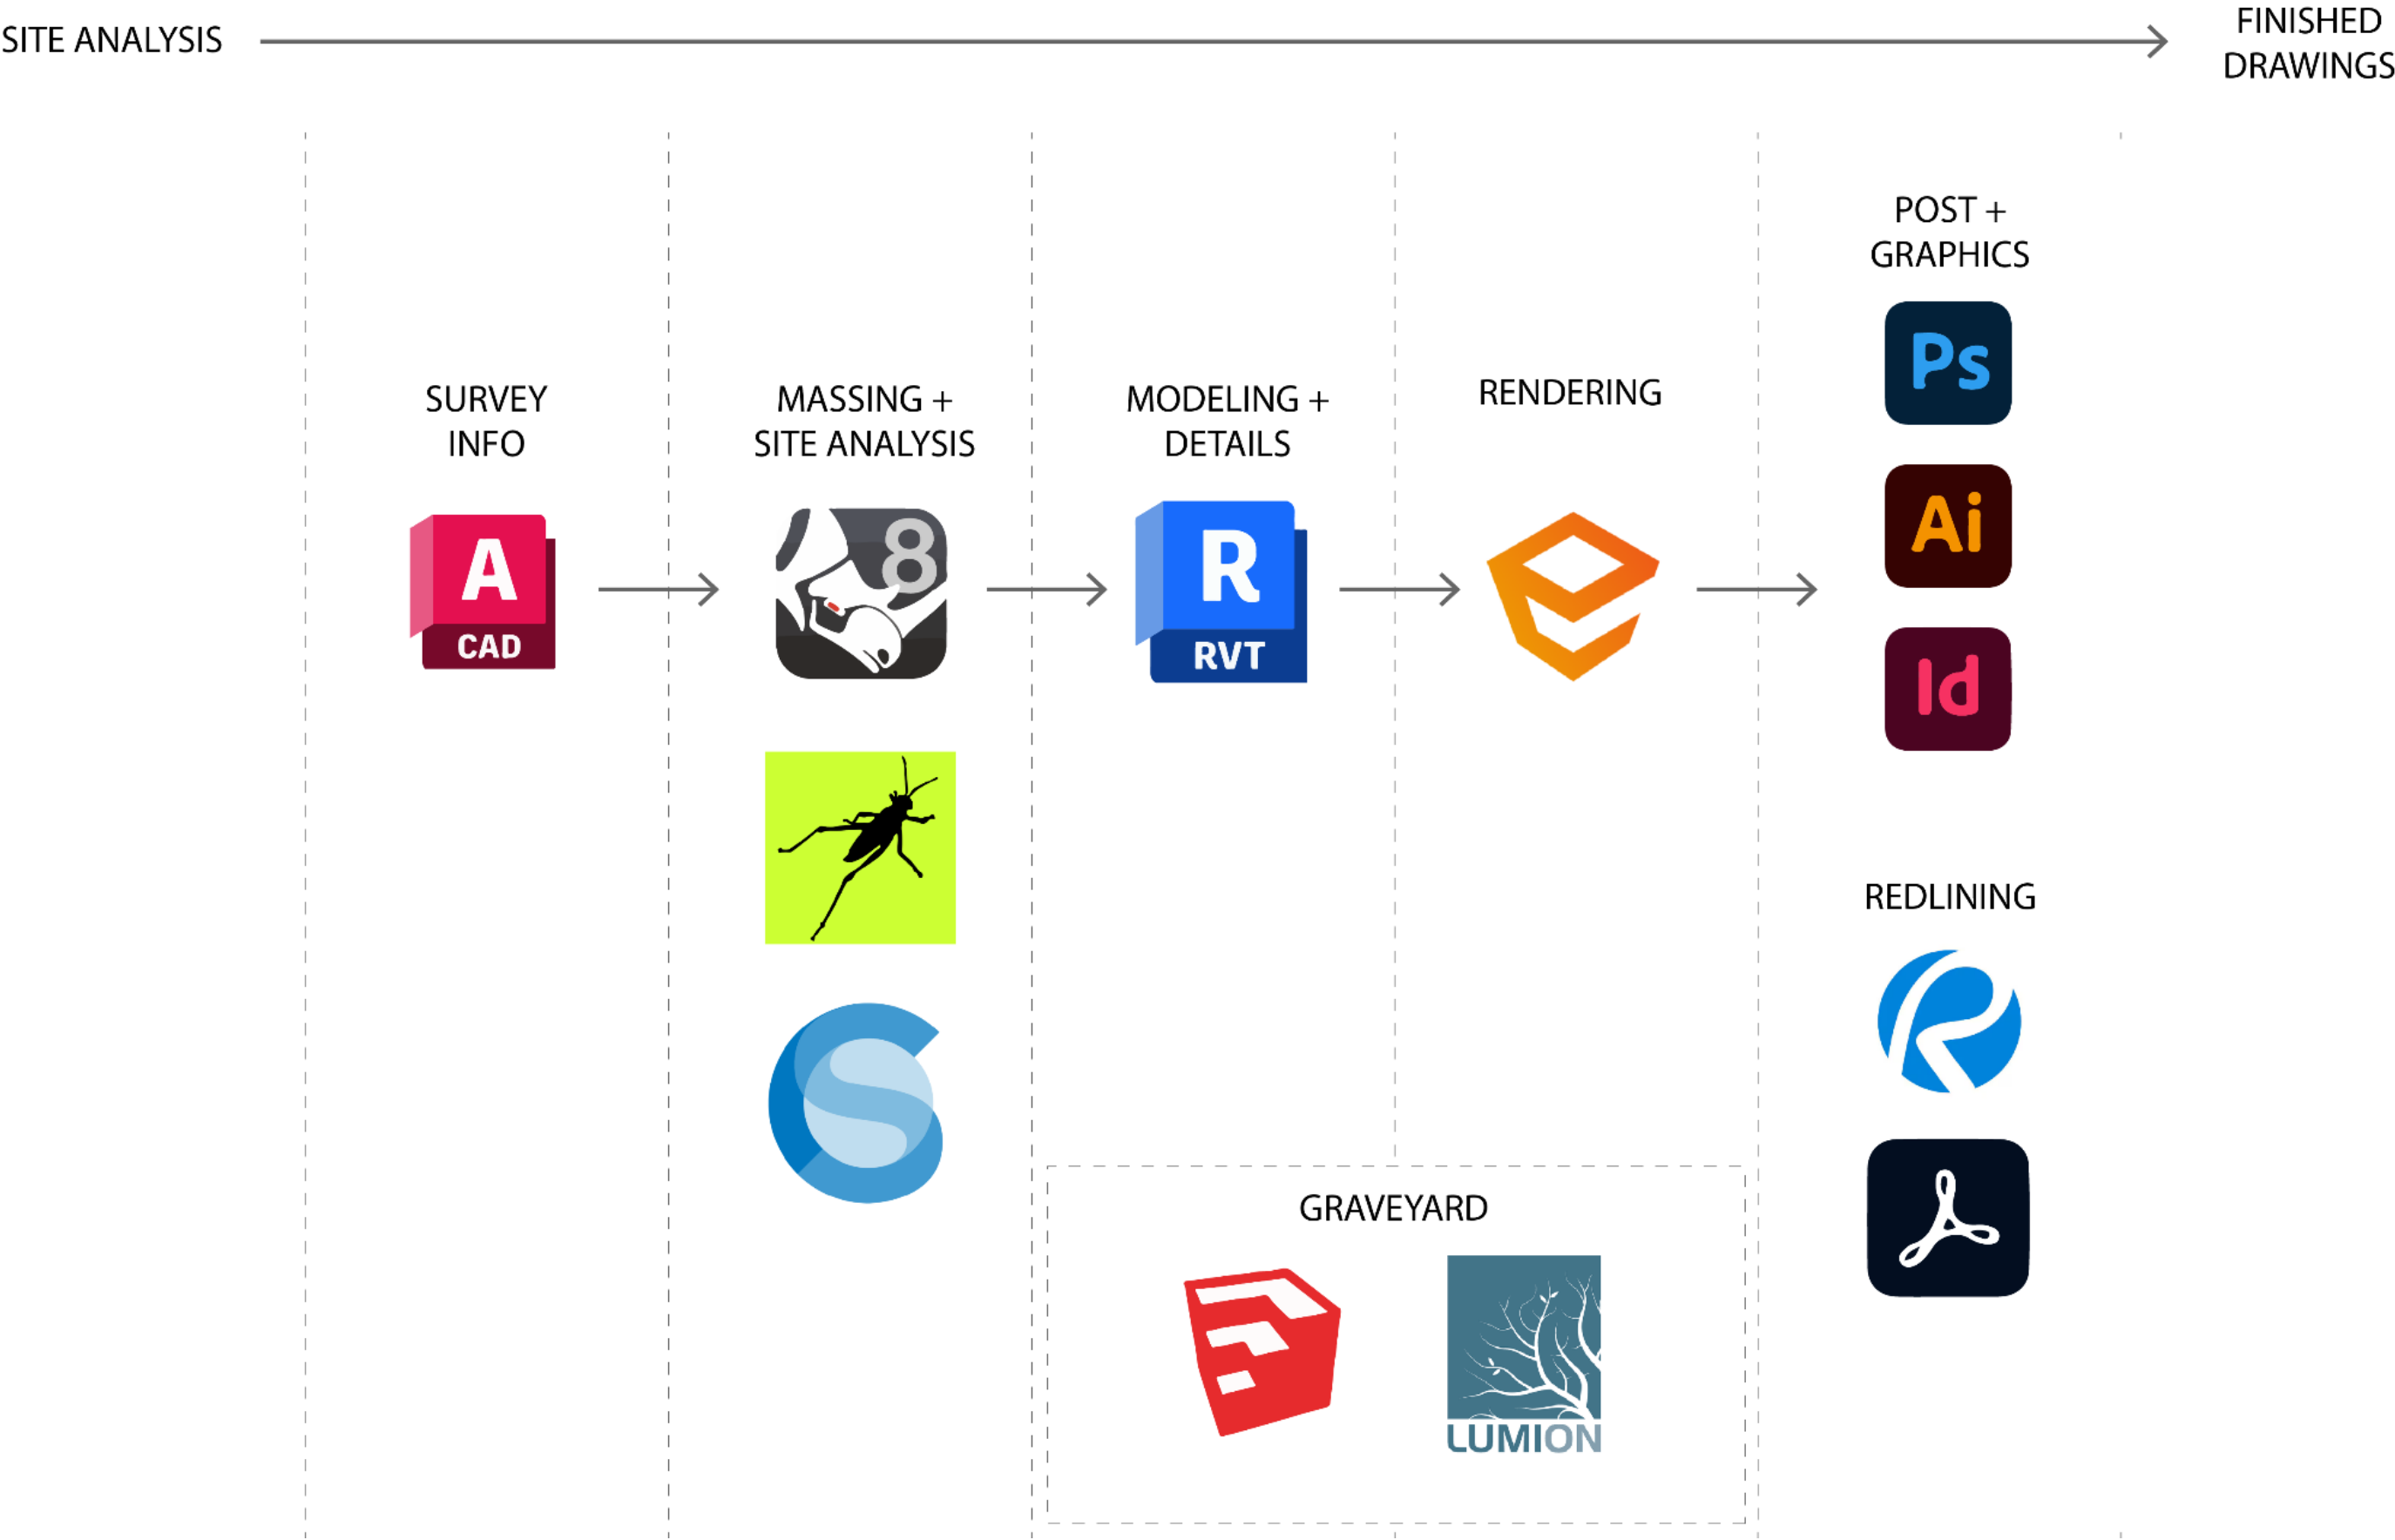 SITE ANALYSIS
FINISHED
DRAWINGS
SURVEY
INFO
A
CAD
MASSING +
SITE ANALYSIS
8
MODELING +
DETAILS
R
RVT
RENDERING
POST +
GRAPHICS
Ps
Ai
Id
REDLINING
GRAVEYARD
LUMION